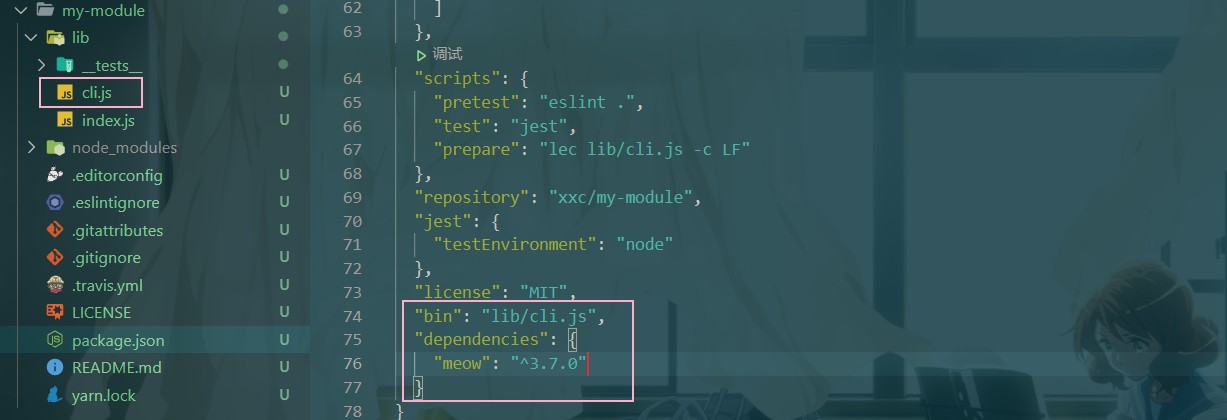 my-module
lib
__tests__
cli.js U
index.js U
node_modules
.editorconfig U
.eslintignore U
.gitattributes U
.gitignore U
.travis.yml U
LICENSE U
package.json U
README.md U
yarn.lock U
62 ]
63 },
调试
64 "scripts": {
65 "pretest": "eslint .",
66 "test": "jest",
67 "prepare": "lec lib/cli.js -c LF"
68 },
69 "repository": "xxc/my-module",
70 "jest": {
71 "testEnvironment": "node"
72 },
73 "license": "MIT",
74 "bin": "lib/cli.js",
75 "dependencies": {
76 "meow": "^3.7.0"
77 }
78 }